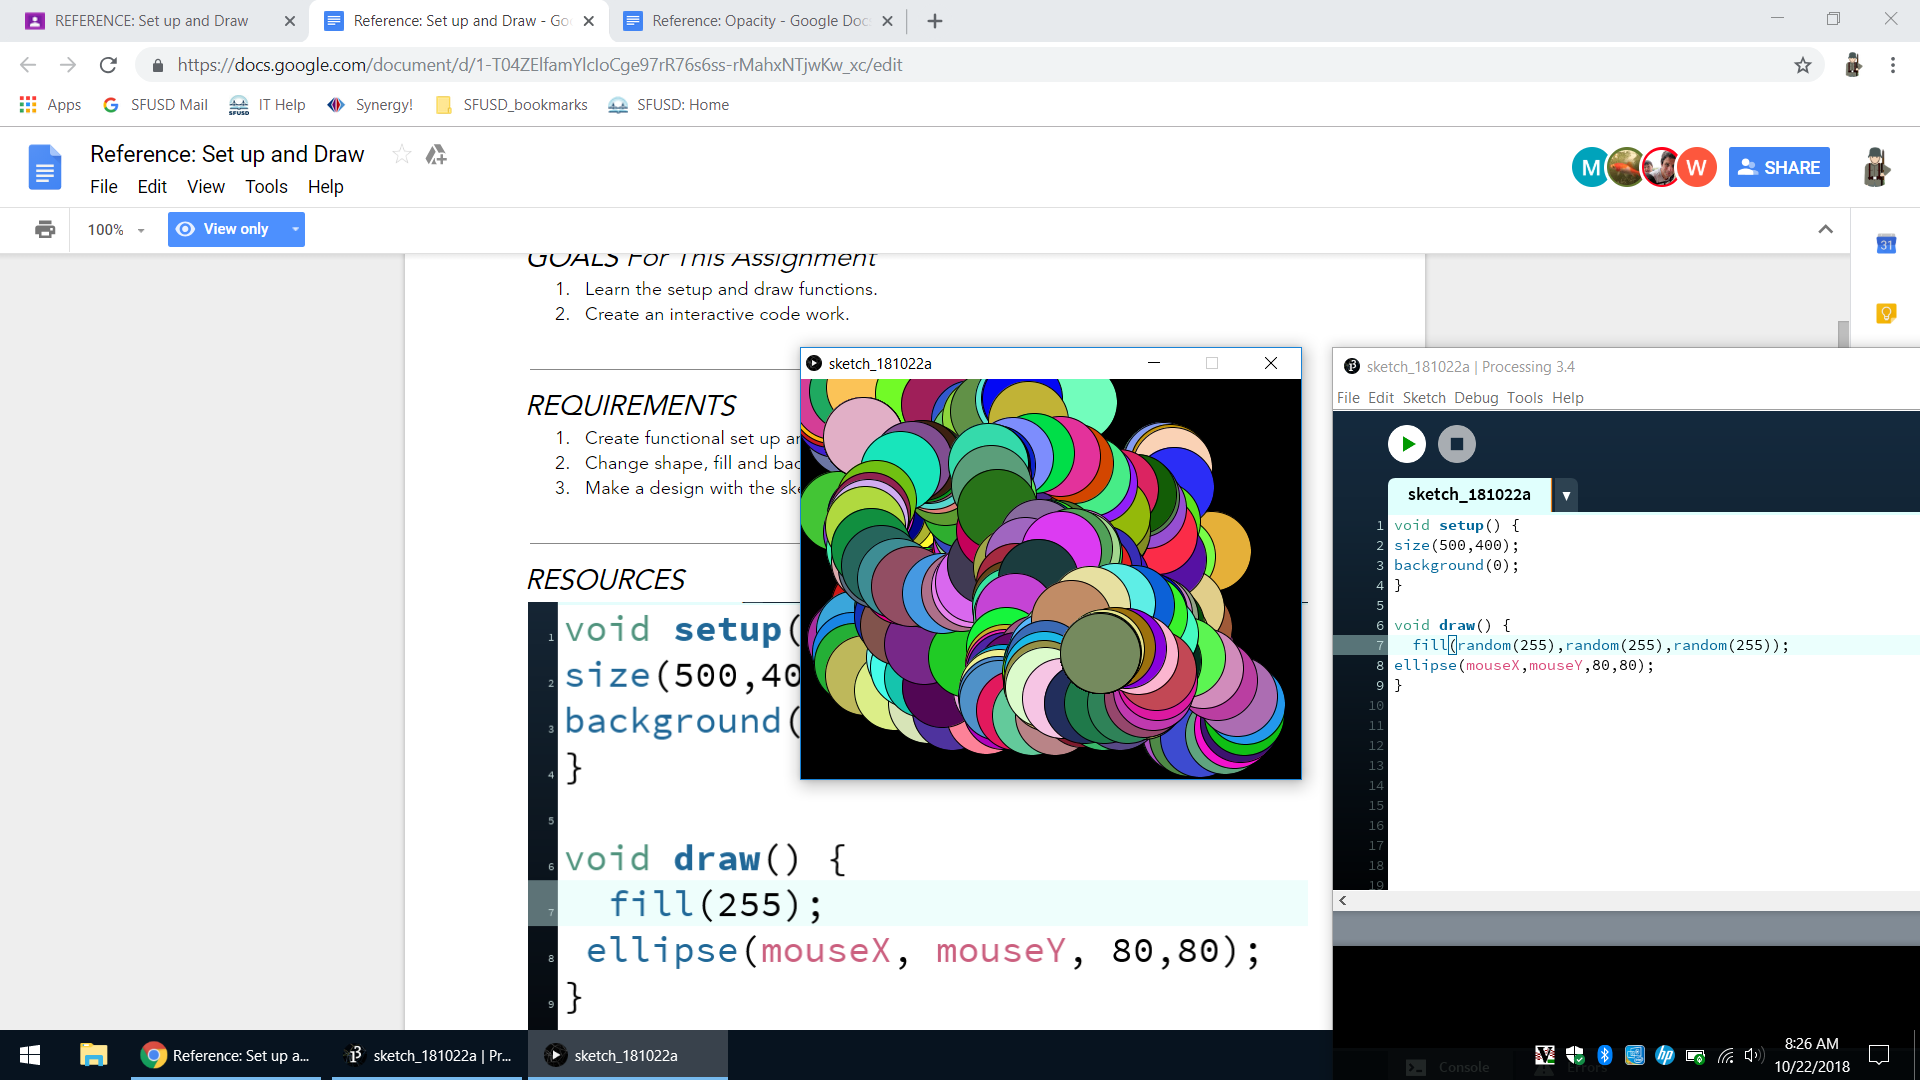 REFERENCE: Set up and Draw
Reference: Set up and Draw - Go
Reference: Opacity - Google Doc
https://docs.google.com/document/d/1-T04ZElfamYlcIoCge97rR76s6ss-rMahxNTjwKw_xc/edit
Apps
SFUSD Mail
IT Help
Synergy!
SFUSD_bookmarks
SFUSD: Home
Reference: Set up and Draw
File Edit View Tools Help
M
W
SHARE
100%
View only
31
GOALS For This Assignment
1. Learn the setup and draw functions.
2. Create an interactive code work.
REQUIREMENTS
1. Create functional set up an
2. Change shape, fill and bac
3. Make a design with the ske
RESOURCES
1 void setup(
2 size(500,40
3 background(
4 }
5
6 void draw() {
7 fill(255);
8 ellipse(mouseX, mouseY, 80,80);
9 }
sketch_181022a
sketch_181022a | Processing 3.4
File Edit Sketch Debug Tools Help
sketch_181022a
1 void setup() {
2 size(500,400);
3 background(0);
4 }
5
6 void draw() {
7 fill(random(255),random(255),random(255));
8 ellipse(mouseX,mouseY,80,80);
9 }
10
11
12
13
14
15
16
17
18
19
Console
Errors
Reference: Set up a...
sketch_181022a | Pr...
sketch_181022a
8:26 AM
10/22/2018